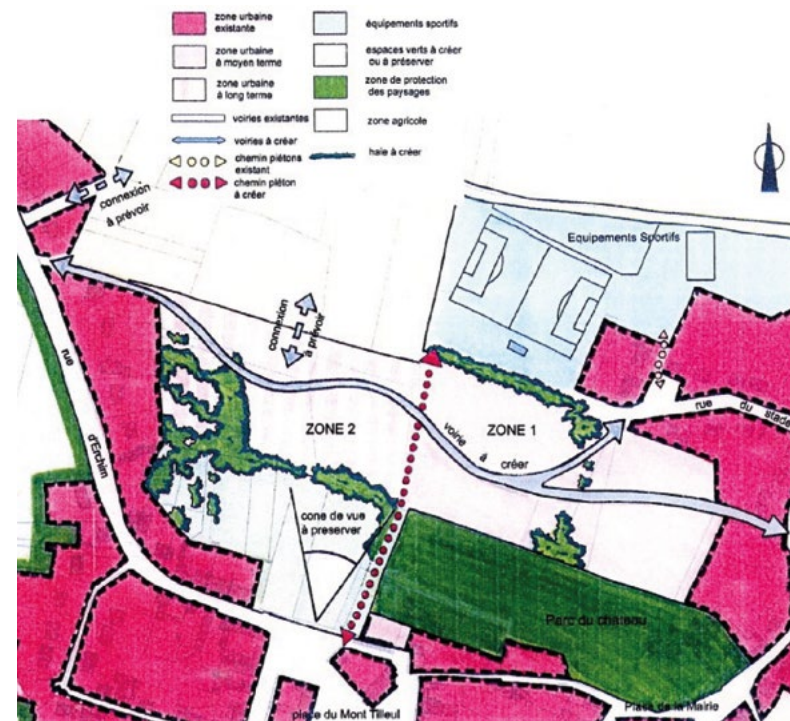 zone urbaine
existante
zone urbaine
à moyen terme
zone urbaine
à long terme
voiries existantes
voiries à créer
chemin piétons
existant
chemin piéton
à créer
équipements sportifs
espaces verts à créer
ou à préserver
zone de protection
des paysages
zone agricole
haie à créer
connexion
à prévoir
Equipements Sportifs
connexion
à prévoir
rue
d'Erchim
rue du stade
ZONE 2
ZONE 1
voirie à créer
cone de vue
à preserver
Parc du chateau
place du Mont Tilleul
Place de la Mairie